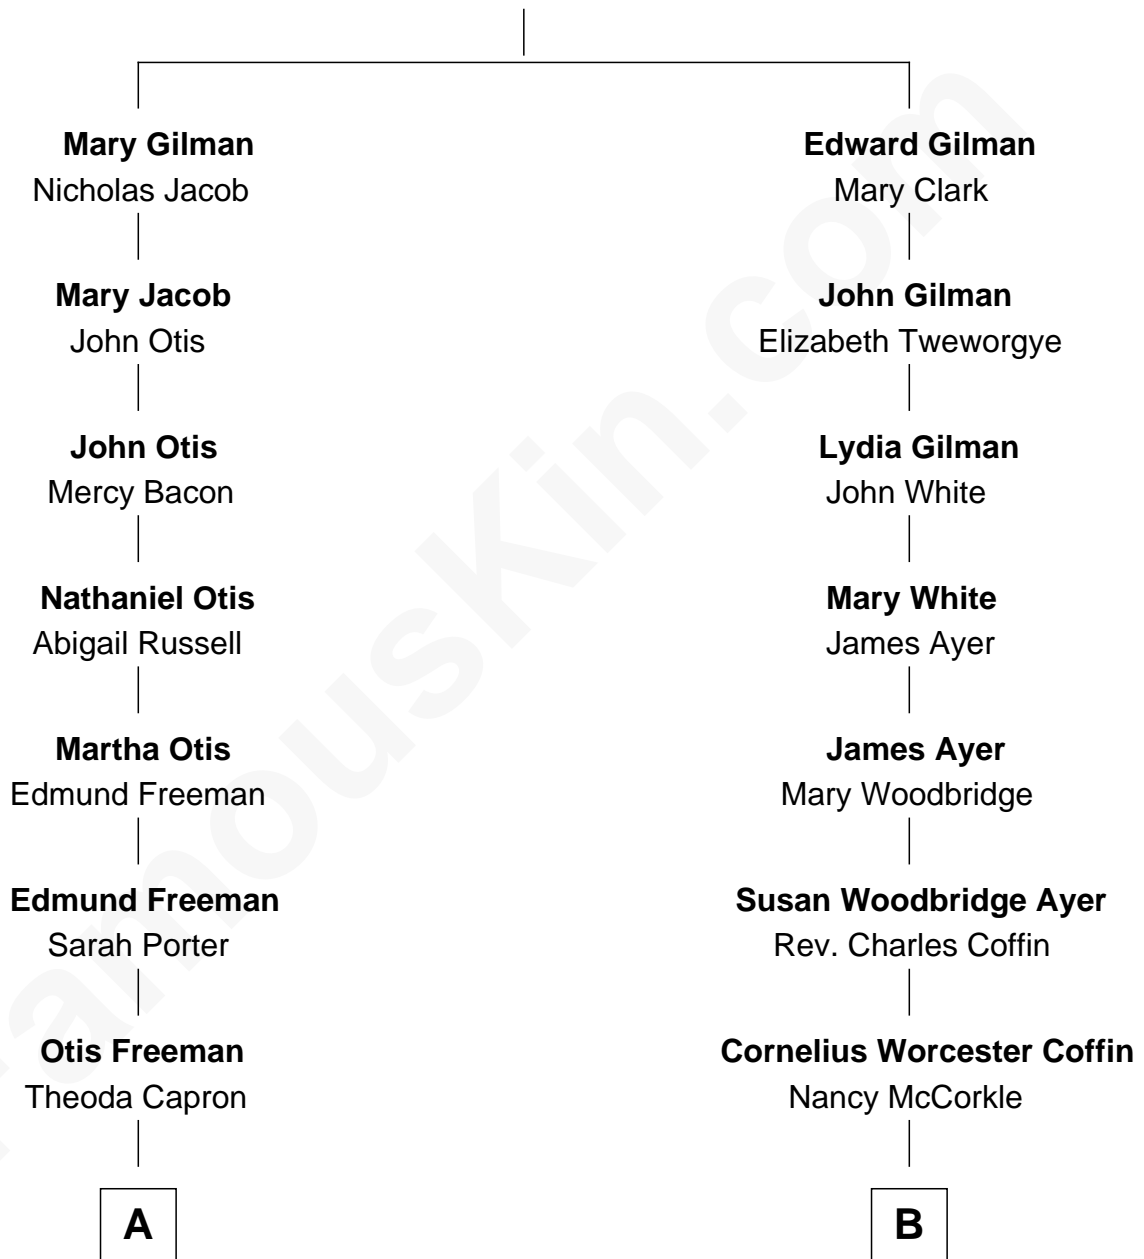 Mary Gilman
Nicholas Jacob
Mary Jacob
John Otis
John Otis
Mercy Bacon
Nathaniel Otis
Abigail Russell
Martha Otis
Edmund Freeman
Edmund Freeman
Sarah Porter
Otis Freeman
Theoda Capron
A
Edward Gilman
Mary Clark
John Gilman
Elizabeth Tweworgye
Lydia Gilman
John White
Mary White
James Ayer
James Ayer
Mary Woodbridge
Susan Woodbridge Ayer
Rev. Charles Coffin
Cornelius Worcester Coffin
Nancy McCorkle
B
FamousKin.com